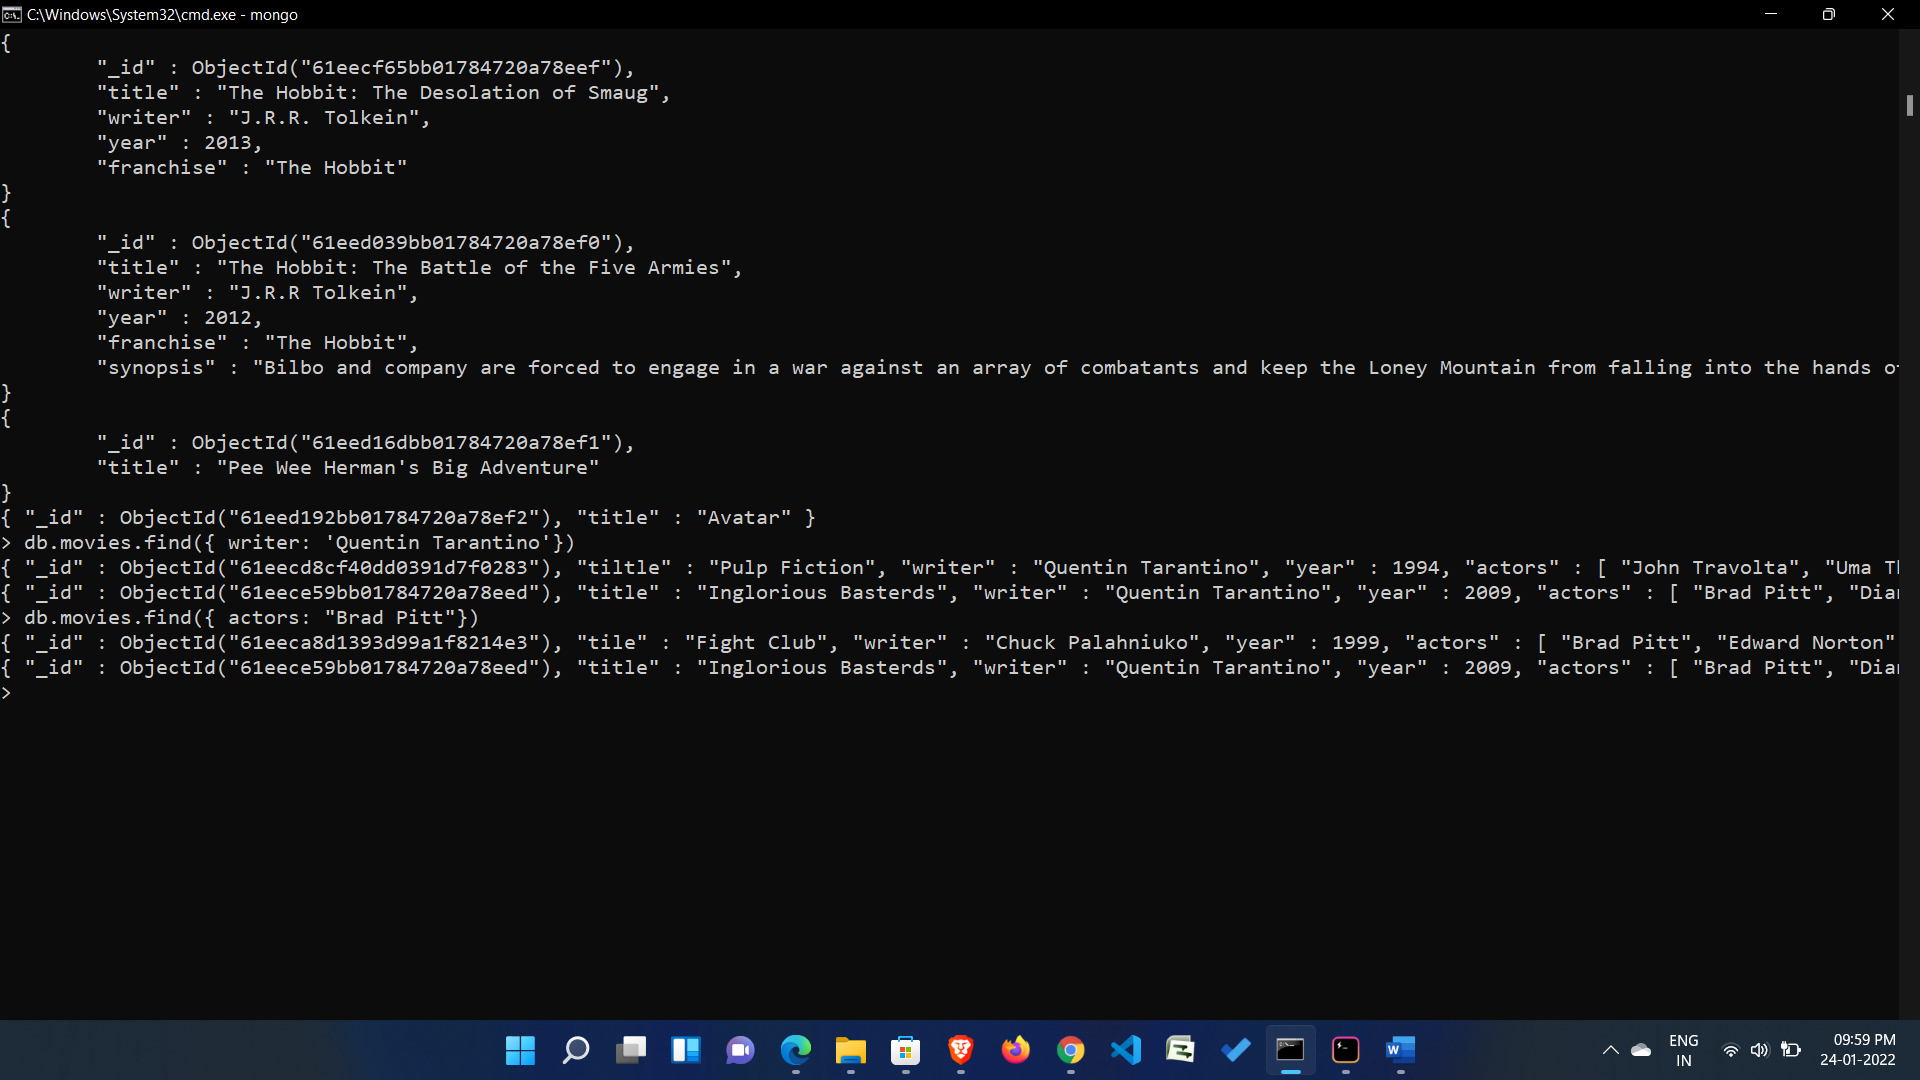 C:\Windows\System32\cmd.exe - mongo
{
"_id" : ObjectId("61eecf65bb01784720a78eef"),
"title" : "The Hobbit: The Desolation of Smaug",
"writer" : "J.R.R. Tolkein",
"year" : 2013,
"franchise" : "The Hobbit"
}
{
"_id" : ObjectId("61eed039bb01784720a78ef0"),
"title" : "The Hobbit: The Battle of the Five Armies",
"writer" : "J.R.R Tolkein",
"year" : 2012,
"franchise" : "The Hobbit",
"synopsis" : "Bilbo and company are forced to engage in a war against an array of combatants and keep the Loney Mountain from falling into the hands
}
{
"_id" : ObjectId("61eed16dbb01784720a78ef1"),
"title" : "Pee Wee Herman's Big Adventure"
}
{ "_id" : ObjectId("61eed192bb01784720a78ef2"), "title" : "Avatar" }
> db.movies.find({ writer: 'Quentin Tarantino'})
{ "_id" : ObjectId("61eecd8cf40dd0391d7f0283"), "tiltle" : "Pulp Fiction", "writer" : "Quentin Tarantino", "year" : 1994, "actors" : [ "John Travolta", "Uma
{ "_id" : ObjectId("61eece59bb01784720a78eed"), "title" : "Inglorious Basterds", "writer" : "Quentin Tarantino", "year" : 2009, "actors" : [ "Brad Pitt",
> db.movies.find({ actors: "Brad Pitt"})
{ "_id" : ObjectId("61eeca8d1393d99a1f8214e3"), "tile" : "Fight Club", "writer" : "Chuck Palahniuko", "year" : 1999, "actors" : [ "Brad Pitt", "Edward Norton"
{ "_id" : ObjectId("61eece59bb01784720a78eed"), "title" : "Inglorious Basterds", "writer" : "Quentin Tarantino", "year" : 2009, "actors" : [ "Brad Pitt",
>
ENG
IN
09:59 PM
24-01-2022